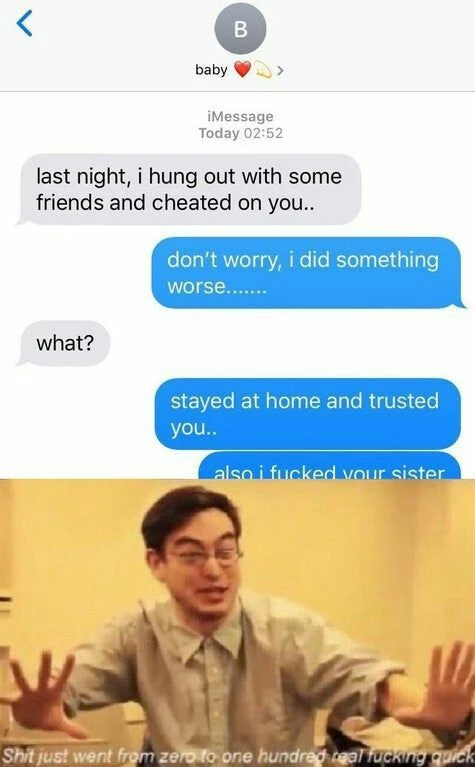 B
baby ❤️💫 >
iMessage
Today 02:52
last night, i hung out with some
friends and cheated on you..
don't worry, i did something
worse.......
what?
stayed at home and trusted
you..
also i fucked your sister
Shit just went from zero to one hundred real fucking quick